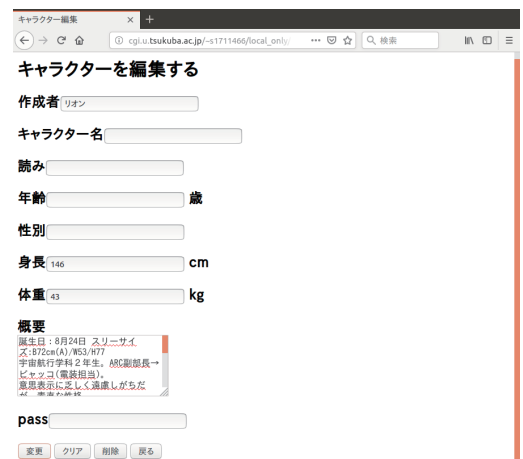 キャラクター編集
cgi.u.tsukuba.ac.jp/~s1711466/local_only/
検索
キャラクターを編集する
作成者 リオン
キャラクター名
読み
年齢 歳
性別
身長 146 cm
体重 43 kg
概要
誕生日：8月24日 スリーサイ
ズ:B72cm(A)/W53/H77
宇宙航行学科２年生。ARC副部長→
ビャッコ(電装担当)。
意思表示に乏しく遠慮しがちだ
が、素直な性格
pass
変更 クリア 削除 戻る